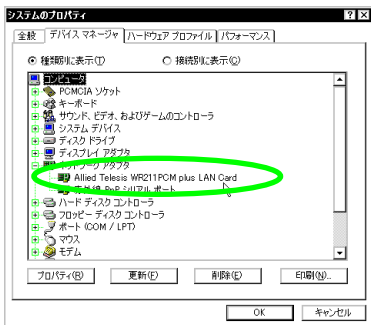 システムのプロパティ
全般 デバイス マネージャ ハードウェア プロファイル パフォーマンス
種類別に表示(T) 接続別に表示(C)
コンピュータ
PCMCIA ソケット
キーボード
サウンド、ビデオ、およびゲームのコントローラ
システム デバイス
ディスク ドライブ
ディスプレイ アダプタ
ネットワーク アダプタ
Allied Telesis WR211PCM plus LAN Card
赤外線 PnP シリアル ポート
ハード ディスク コントローラ
フロッピー ディスク コントローラ
ポート (COM / LPT)
マウス
モデム
プロパティ(R) 更新(F) 削除(E) 印刷(N)...
OK キャンセル